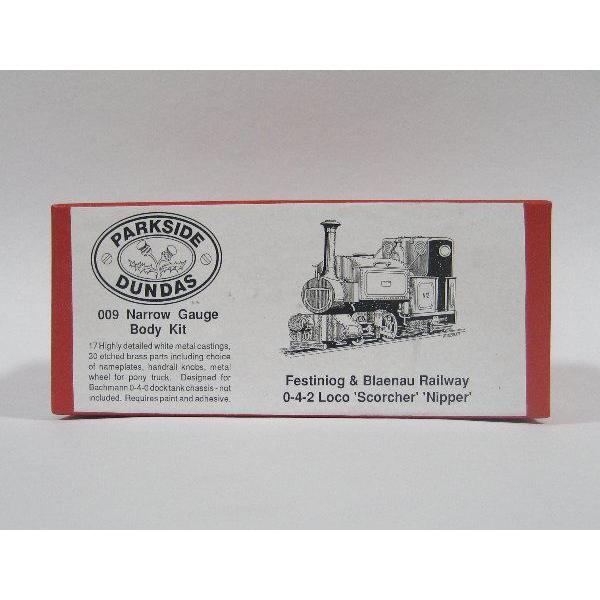 PARKSIDE
DUNDAS
009 Narrow Gauge
Body Kit
17 Highly detailed white metal castings,
30 etched brass parts including choice
of nameplates, handrail knobs, metal
wheel for pony truck. Designed for
Bachmann 0-4-0 dock tank chassis - not
included. Requires paint and adhesive.
Festiniog & Blaenau Railway
0-4-2 Loco 'Scorcher' 'Nipper'